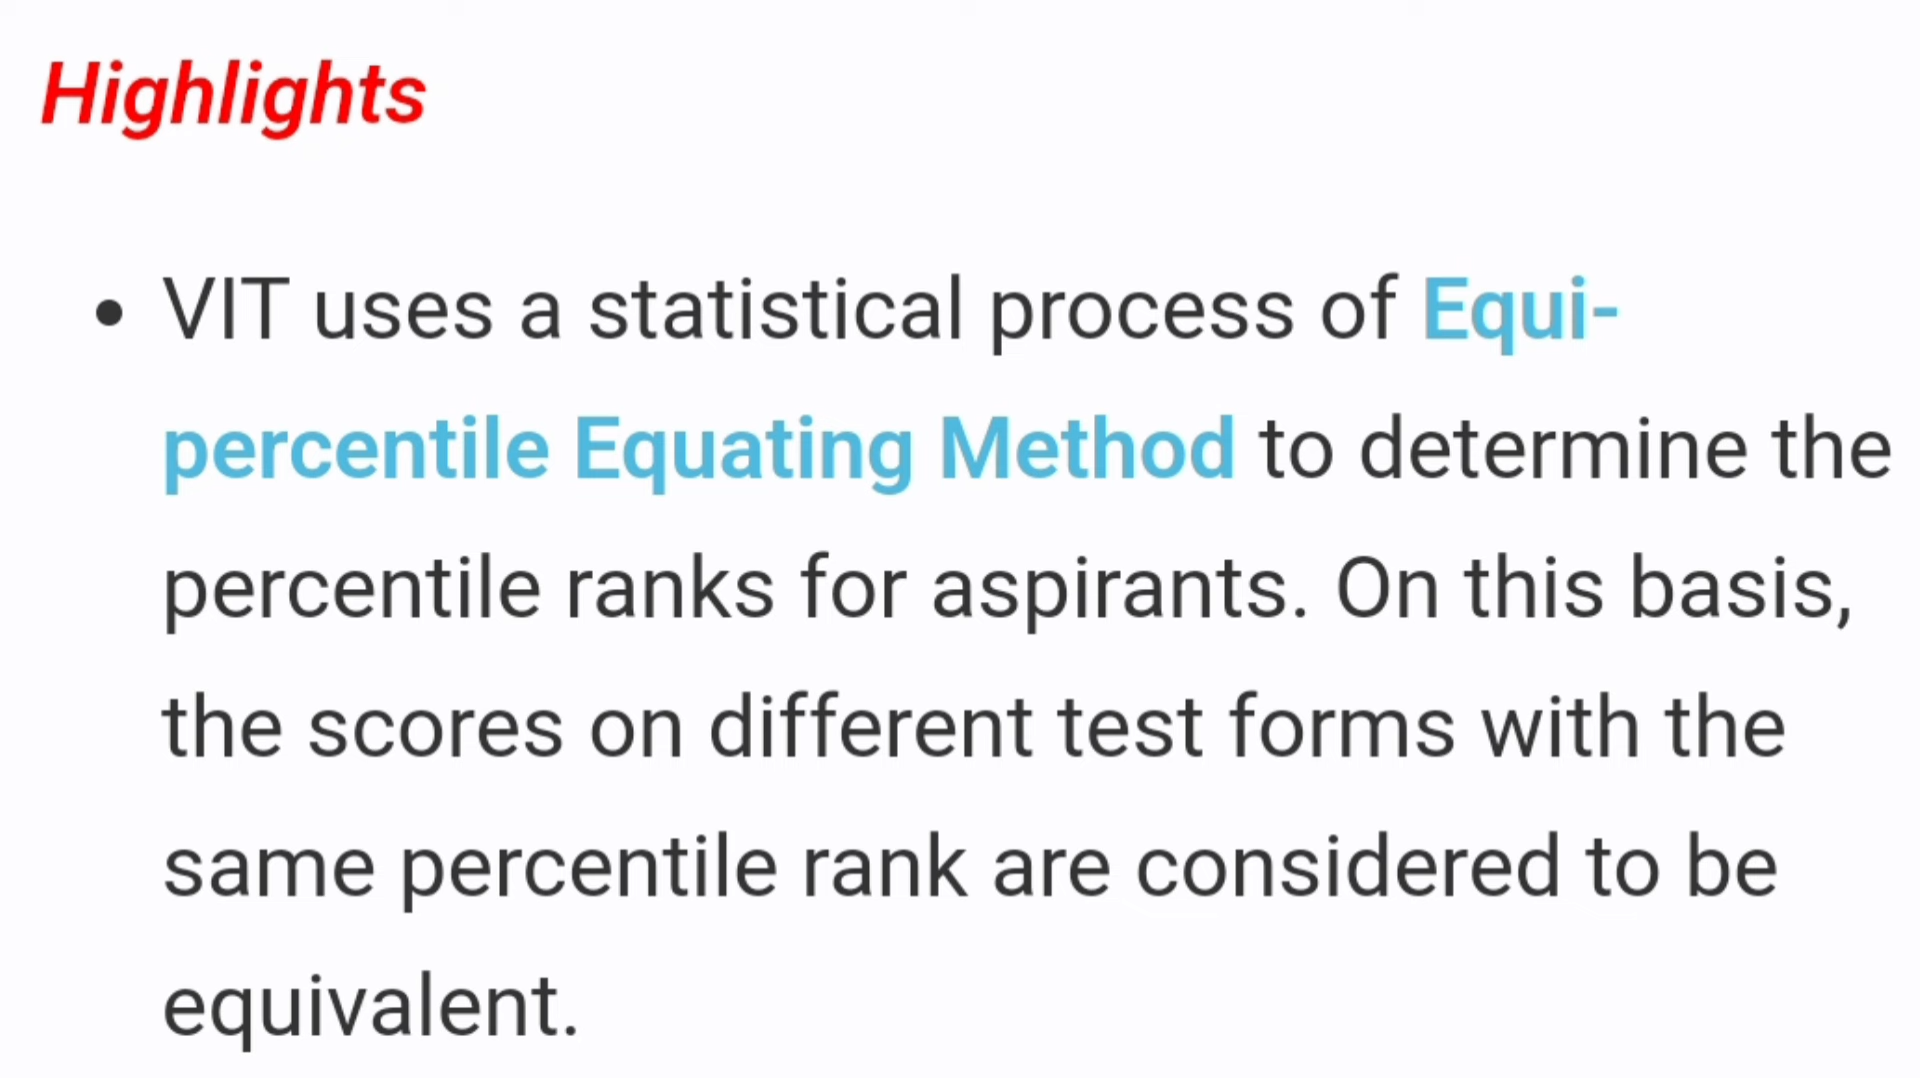 Highlights
• VIT uses a statistical process of Equi-
percentile Equating Method to determine the
percentile ranks for aspirants. On this basis,
the scores on different test forms with the
same percentile rank are considered to be
equivalent.